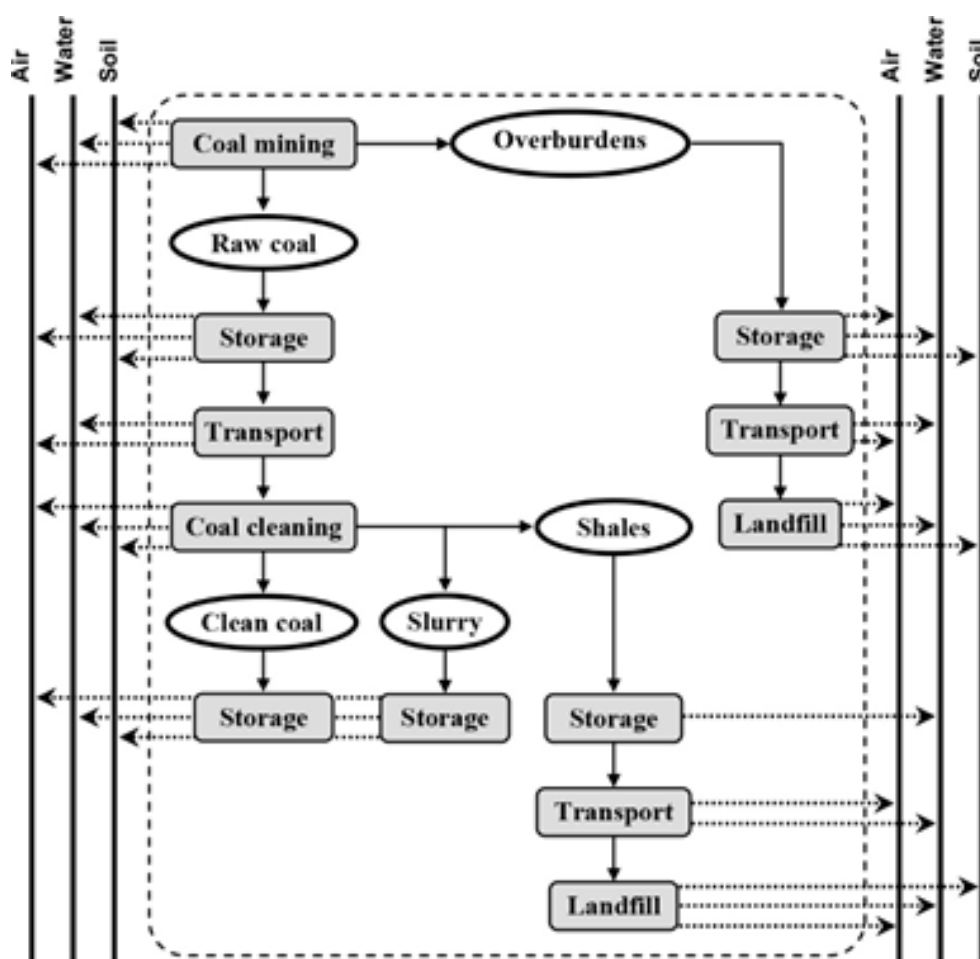 Air
Water
Soil
Air
Water
Soil
Coal mining
Overburdens
Raw coal
Storage
Storage
Transport
Transport
Coal cleaning
Shales
Landfill
Clean coal
Slurry
Storage
Storage
Storage
Transport
Landfill